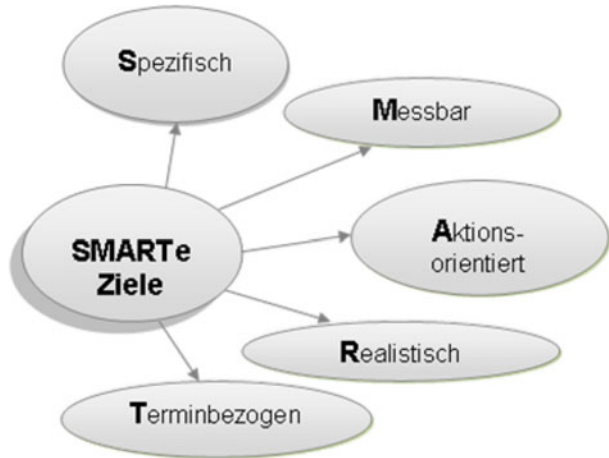 Spezifisch
Messbar
SMARTe
Ziele
Aktions-
orientiert
Realistisch
Terminbezogen